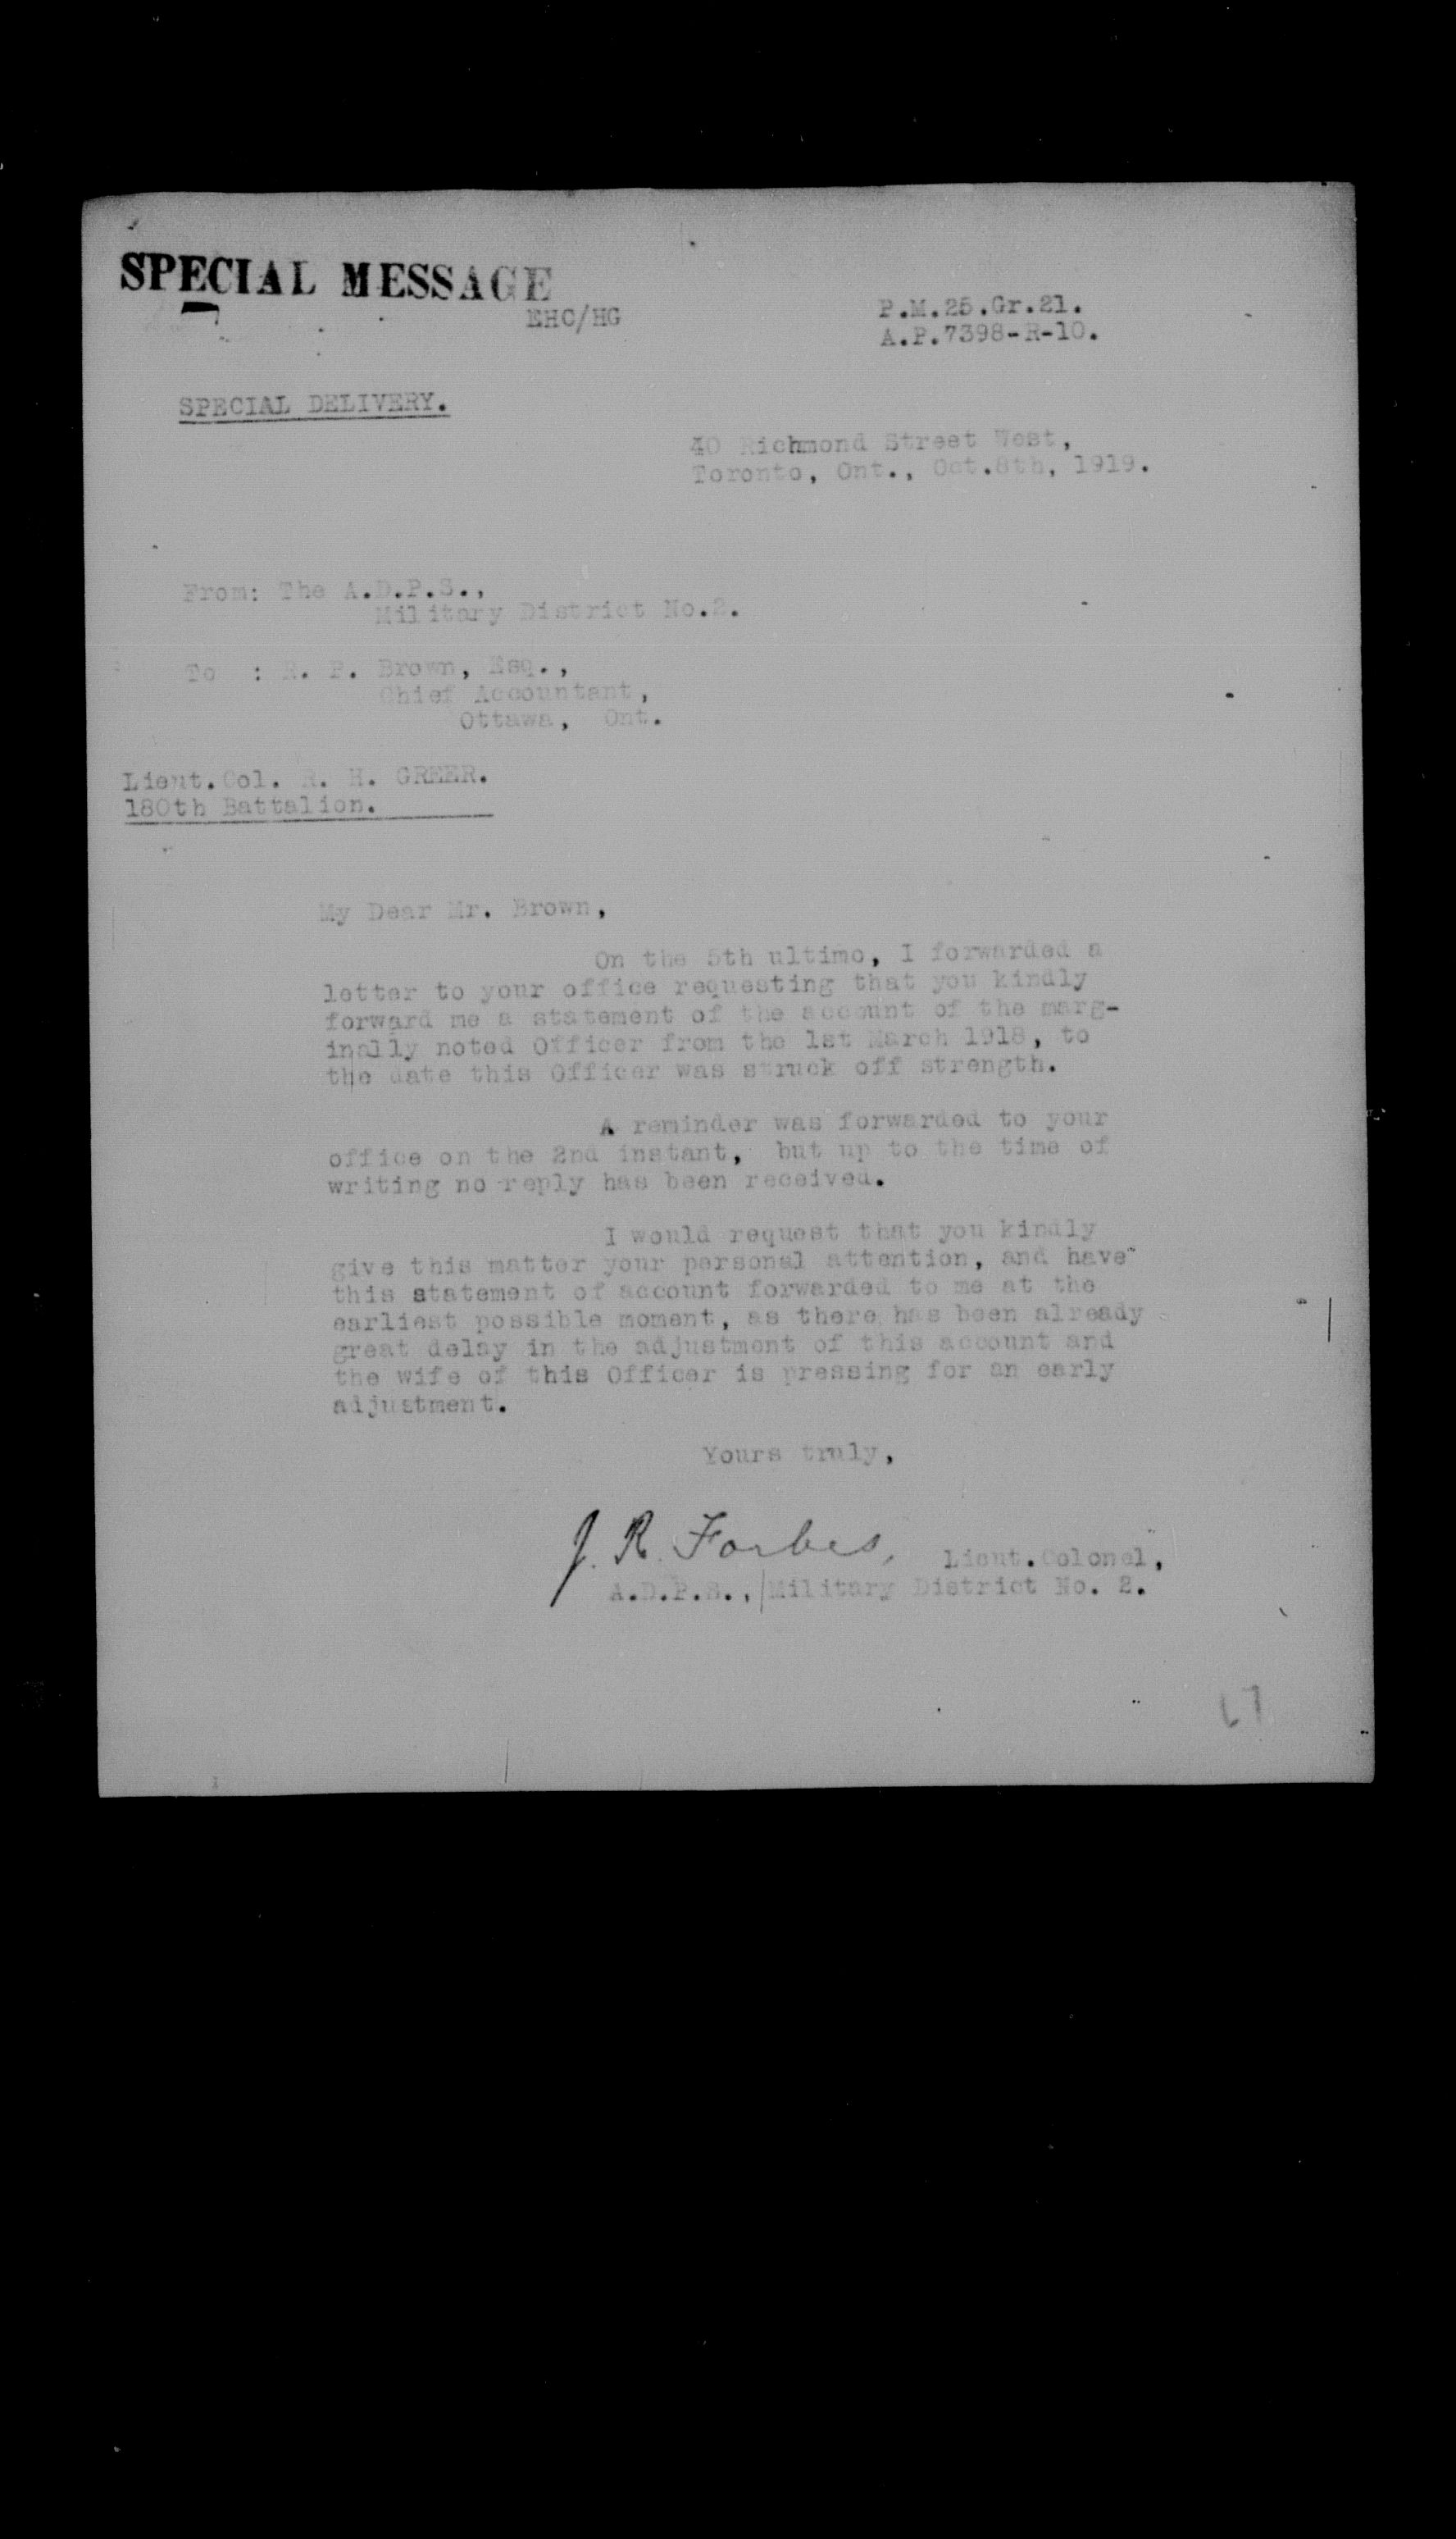 SPECIAL MESSAGE
EHC/HG
P.M.25.Gr.21.
A.P.7398-R-10.
SPECIAL DELIVERY.
40 Richmond Street West,
Toronto, Ont., Oct.8th, 1919.
From: The A.D.P.S.,
Military District No.2.
To : R. P. Brown, Esq.,
Chief Accountant,
Ottawa, Ont.
Lieut.Col. R. H. GREER.
180th Battalion.
My Dear Mr. Brown,
On the 5th ultimo, I forwarded a
letter to your office requesting that you kindly
forward me a statement of the account of the marg-
inally noted Officer from the 1st March 1918, to
the date this Officer was struck off strength.
A reminder was forwarded to your
office on the 2nd instant, but up to the time of
writing no reply has been received.
I would request that you kindly
give this matter your personal attention, and have
this statement of account forwarded to me at the
earliest possible moment, as there has been already
great delay in the adjustment of this account and
the wife of this Officer is pressing for an early
adjustment.
Yours truly,
J. R. Forbes, Lieut.Colonel,
A.D.P.S., Military District No. 2.